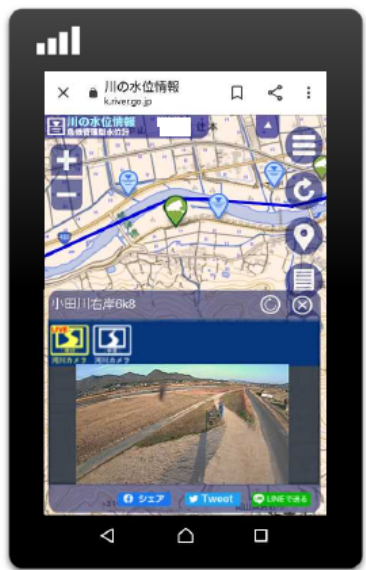 川の水位情報
k.river.go.jp
川の水位情報
危機管理型水位計
辻本
小田川右岸6k8
LIVE
河川カメラ
河川カメラ
シェア
Tweet
LINEで送る